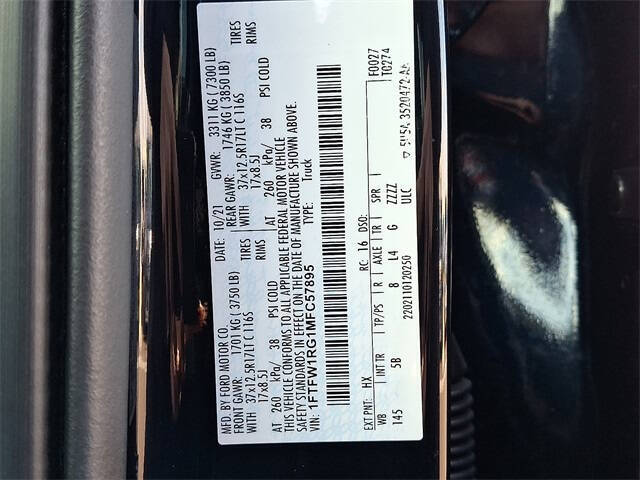 MFD. BY FORD MOTOR CO.
DATE: 10/21 GVWR: 3311 KG (7300 LB)
FRONT GAWR: 1701 KG (3750 LB) REAR GAWR: 1746 KG (3850 LB)
WITH 37x12.5R17LT C 116S TIRES WITH 37x12.5R17LT C 116S TIRES
17x8.5J RIMS 17x8.5J RIMS
AT 260 kPa/ 38 PSI COLD AT 260 kPa/ 38 PSI COLD
THIS VEHICLE CONFORMS TO ALL APPLICABLE FEDERAL MOTOR VEHICLE
SAFETY STANDARDS IN EFFECT ON THE DATE OF MANUFACTURE SHOWN ABOVE.
VIN: 1FTFW1RG1MFC57895 TYPE: Truck
F0027
TC274
EXT PNT: HX RC: 16 DSO:
WB INT TR TP/PS R AXLE TR SPR
145 5B 8 L4 G ZZZZ
2202110120250 ULC